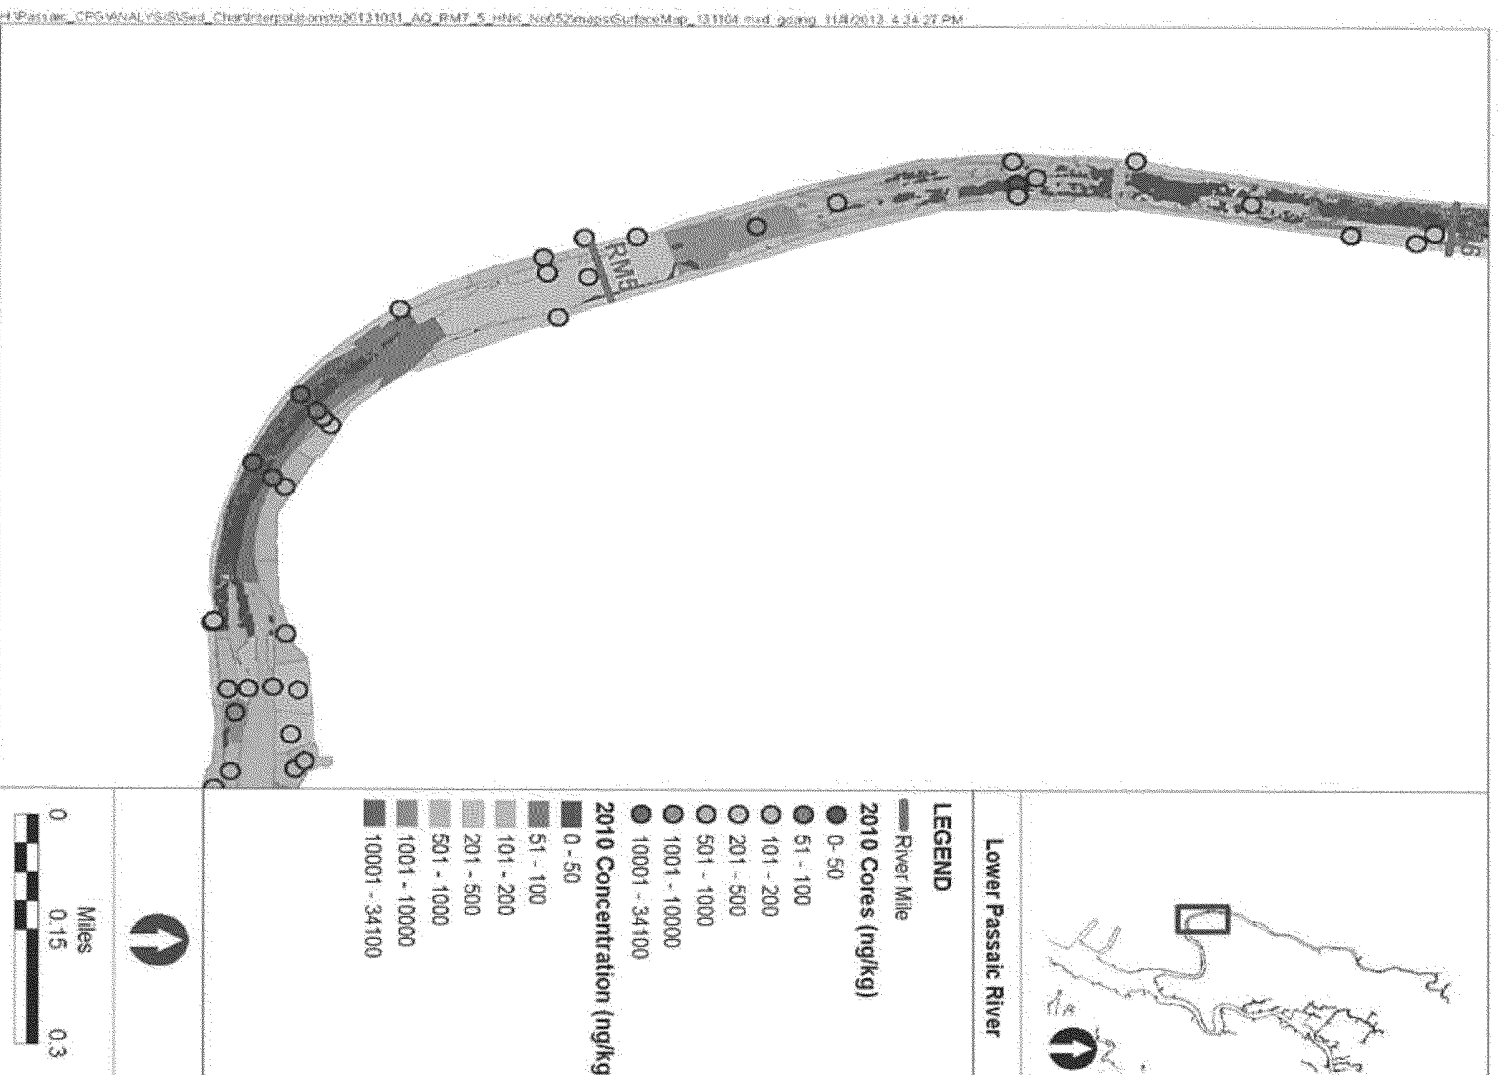 RM5
Lower Passaic River
LEGEND
River Mile
2010 Cores (ng/kg)
0- 50
51 - 100
101 - 200
201 - 500
501 - 1000
1001 - 10000
10001 - 34100
2010 Concentration (ng/kg
0 - 50
51 - 100
101 - 200
201 - 500
501 - 1000
1001 - 10000
10001 - 34100
Miles
0 0.15 0.3